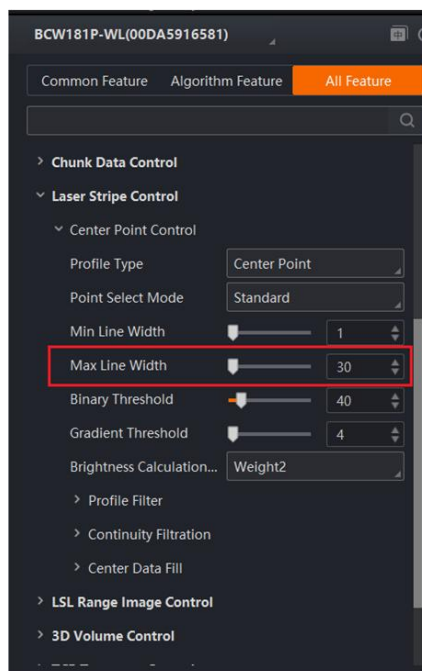 BCW181P-WL(00DA5916581)
Common Feature Algorithm Feature All Feature
Chunk Data Control
Laser Stripe Control
Center Point Control
Profile Type Center Point
Point Select Mode Standard
Min Line Width 1
Max Line Width 30
Binary Threshold 40
Gradient Threshold 4
Brightness Calculation... Weight2
Profile Filter
Continuity Filtration
Center Data Fill
LSL Range Image Control
3D Volume Control